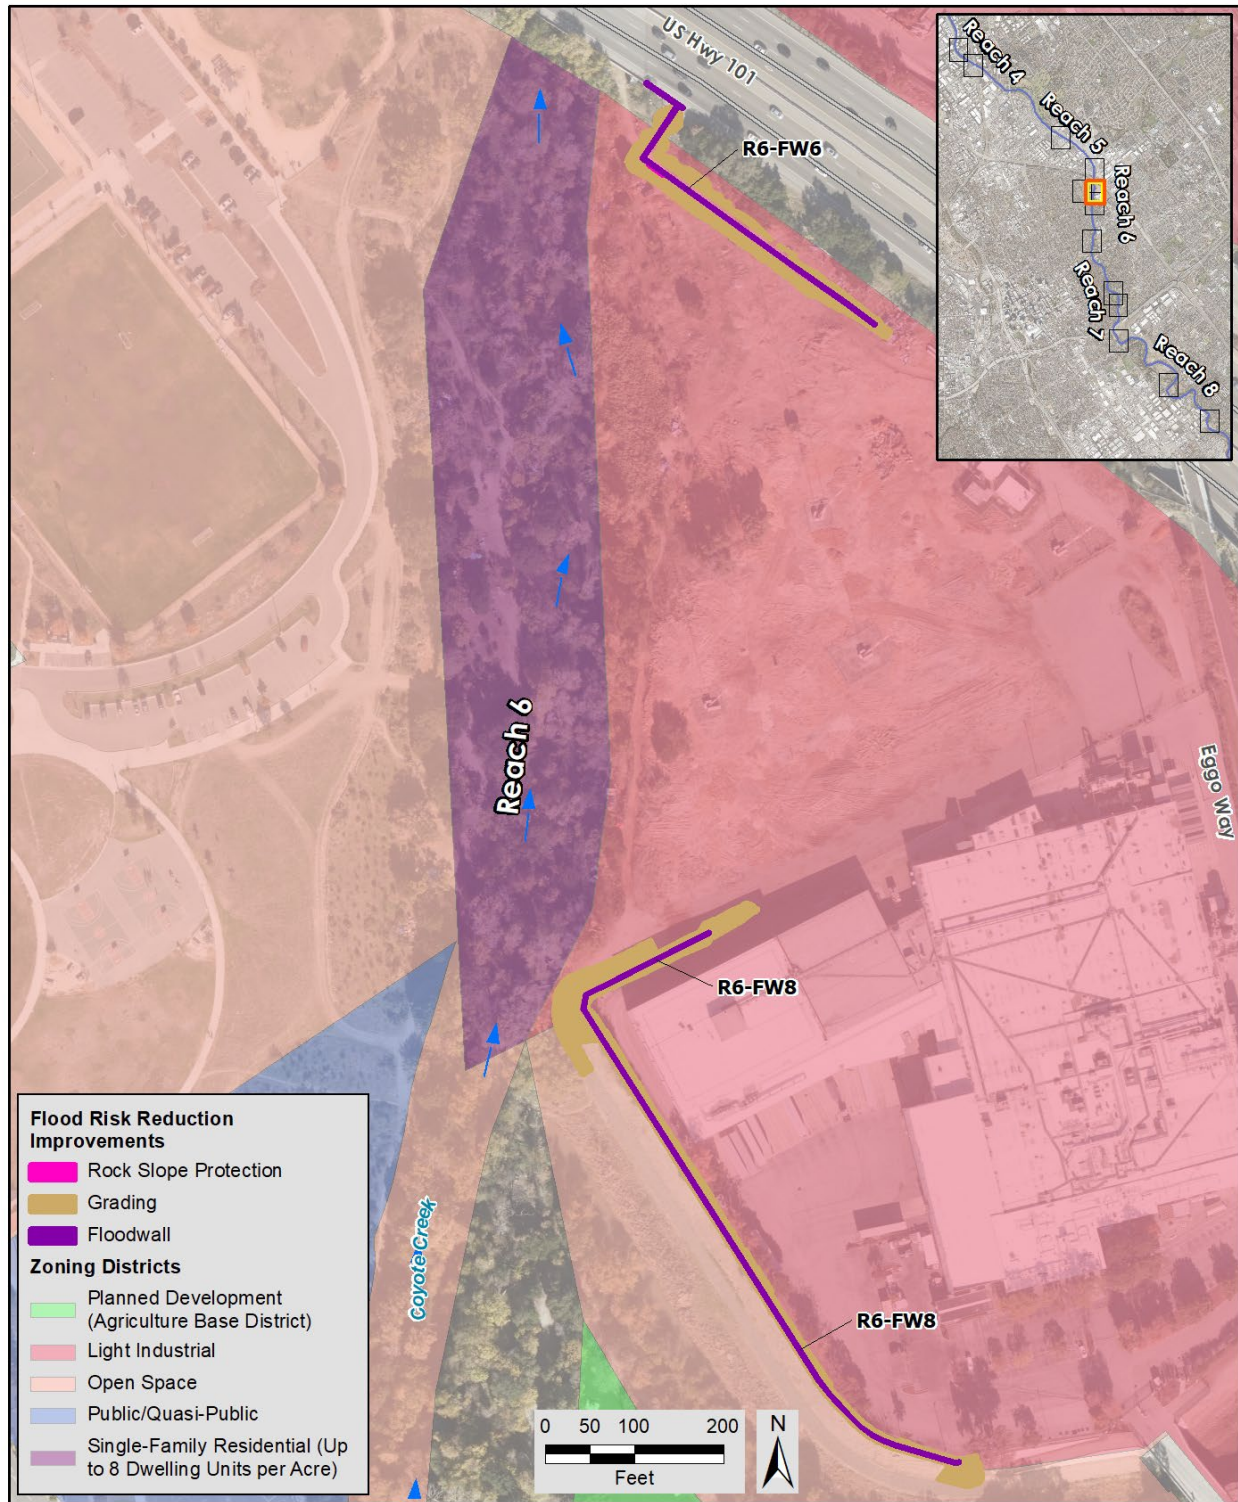 US Hwy 101
R6-FW6
Reach 4
Reach 5
Reach 6
Reach 7
Reach 8
Reach 6
Eggo Way
R6-FW8
Coyote Creek
R6-FW8
Flood Risk Reduction
Improvements
Rock Slope Protection
Grading
Floodwall
Zoning Districts
Planned Development
(Agriculture Base District)
Light Industrial
Open Space
Public/Quasi-Public
Single-Family Residential (Up
to 8 Dwelling Units per Acre)
0 50 100 200
Feet
N